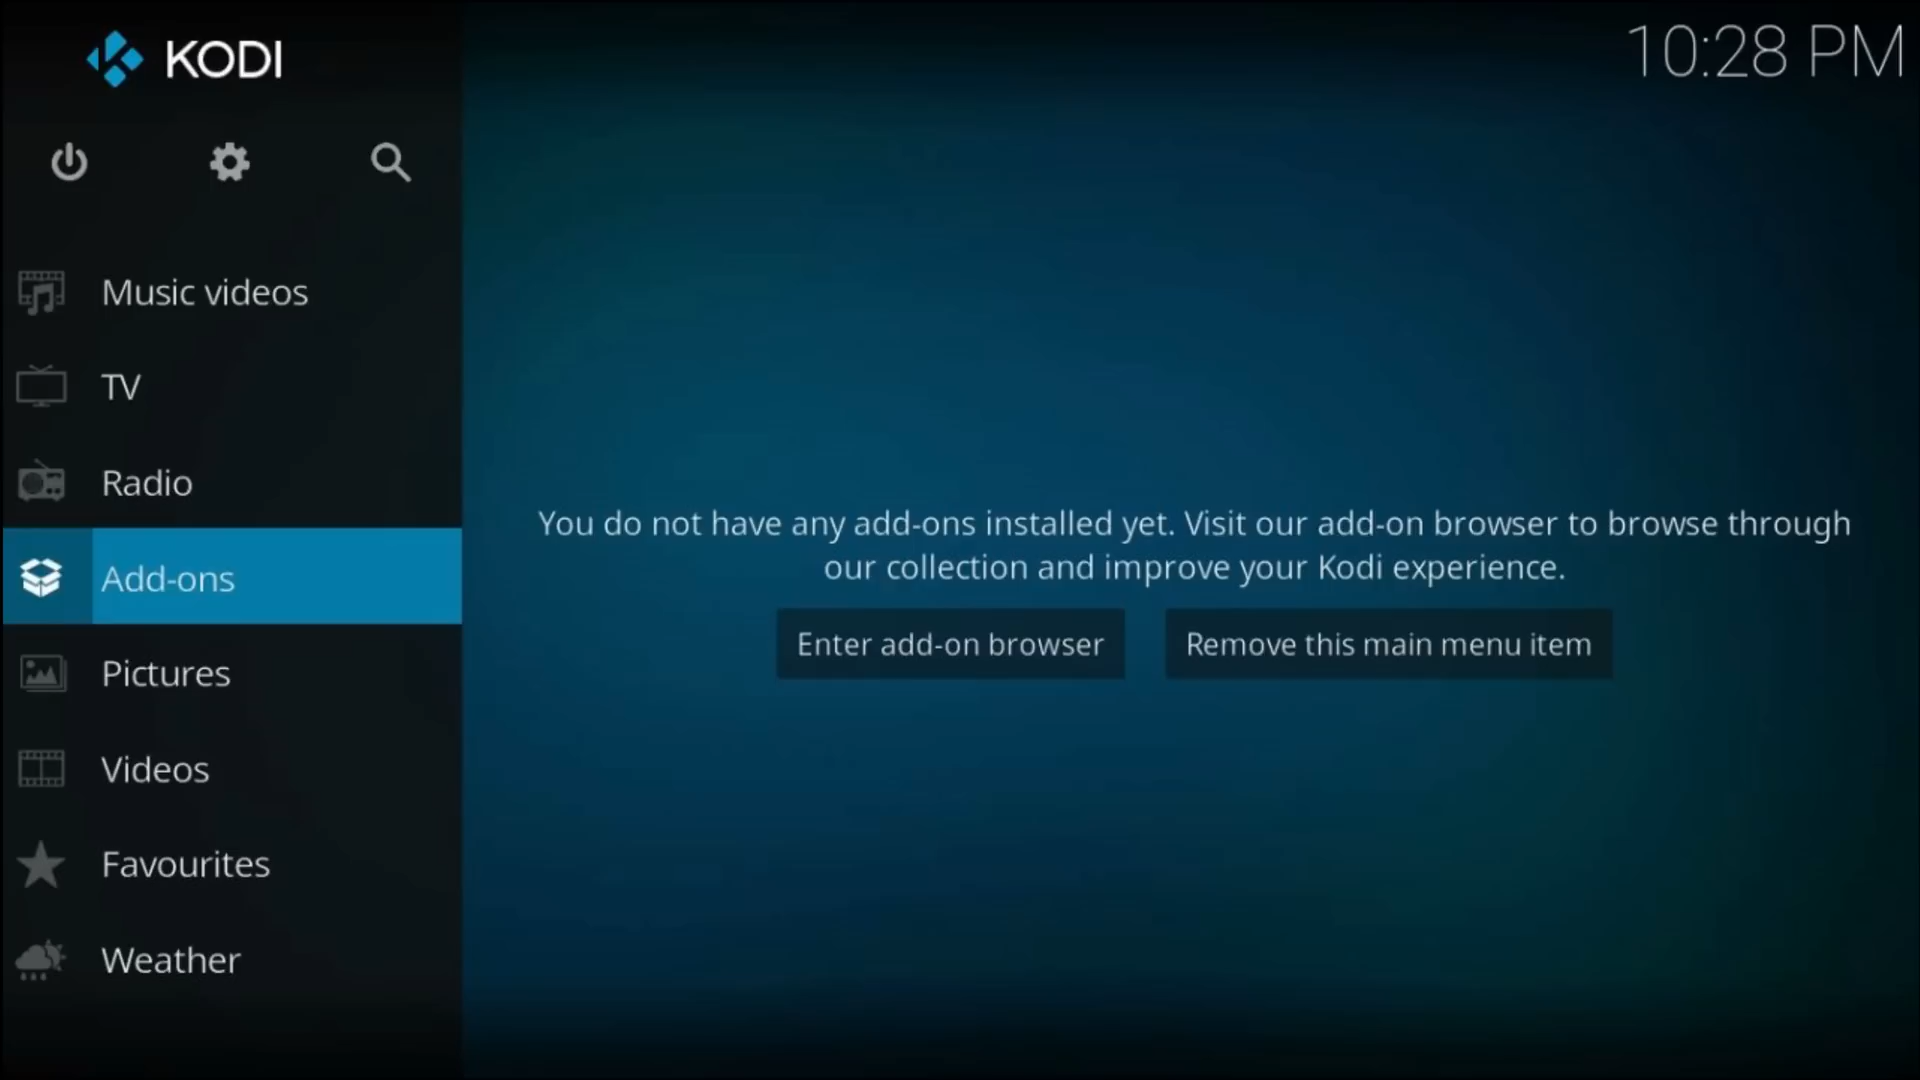 KODI
10:28 PM
Music videos
TV
Radio
Add-ons
Pictures
Videos
Favourites
Weather
You do not have any add-ons installed yet. Visit our add-on browser to browse through
our collection and improve your Kodi experience.
Enter add-on browser
Remove this main menu item